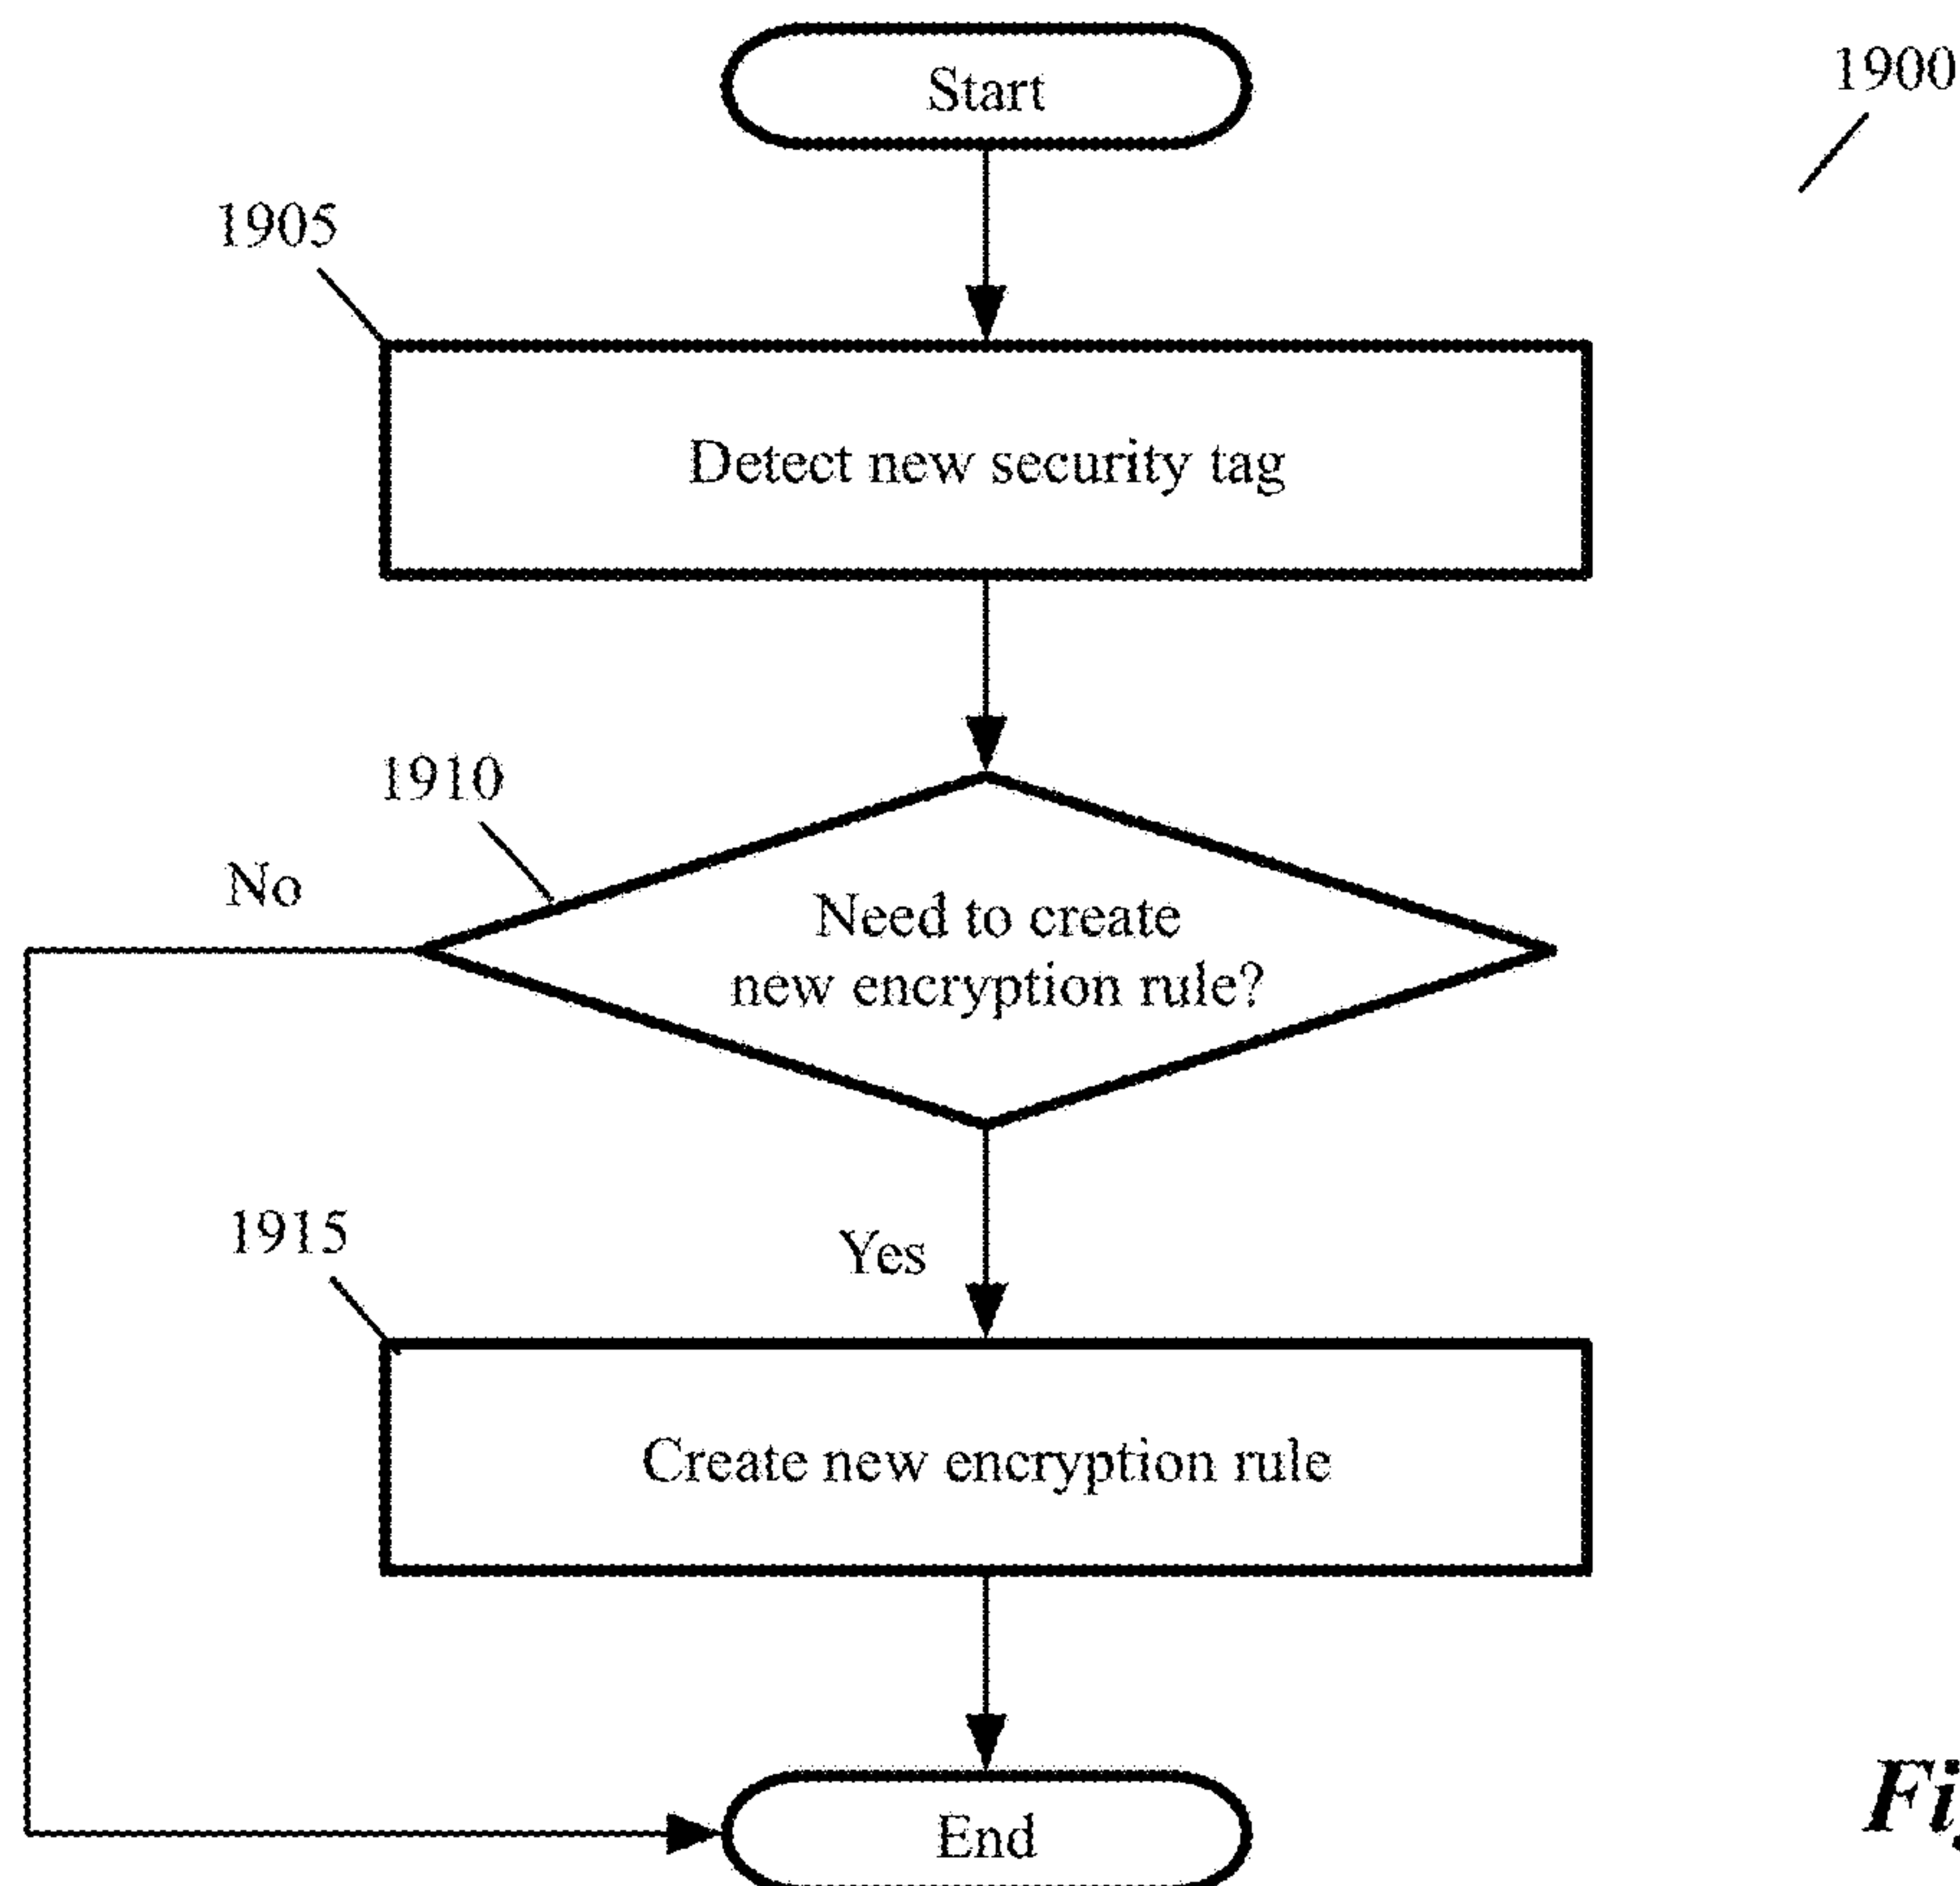 Start
1900
1905
Detect new security tag
1910
No
Need to create
new encryption rule?
Yes
1915
Create new encryption rule
End